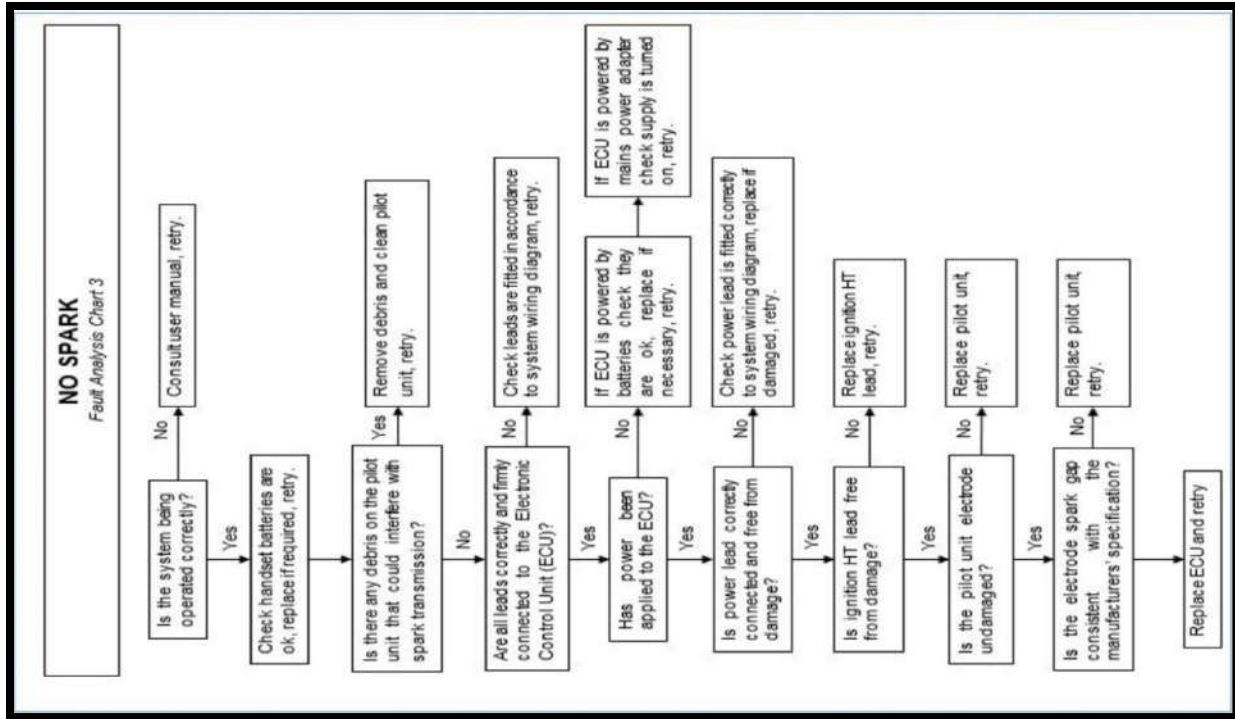 NO SPARK
Fault Analysis Chart 3
Is the system being
operated correctly?
No
Consult user manual, retry.
Yes
Check handset batteries are
ok, replace if required, retry.
Is there any debris on the pilot
unit that could interfere with
spark transmission?
Yes
Remove debris and clean pilot
unit, retry.
No
Are all leads correctly and firmly
connected to the Electronic
Control Unit (ECU)?
No
Check leads are fitted in accordance
to system wiring diagram, retry.
Yes
Has power been
applied to the ECU?
No
If ECU is powered by
batteries check they
are ok, replace if
necessary, retry.
If ECU is powered by
mains power adapter
check supply is turned
on, retry.
Yes
Is power lead correctly
connected and free from
damage?
No
Check power lead is fitted correctly
to system wiring diagram, replace if
damaged, retry.
Yes
Is ignition HT lead free
from damage?
No
Replace ignition HT
lead, retry.
Yes
Is the pilot unit electrode
undamaged?
No
Replace pilot unit,
retry.
Yes
Is the electrode spark gap
consistent with the
manufacturers' specification?
No
Replace pilot unit,
retry.
Replace ECU and retry